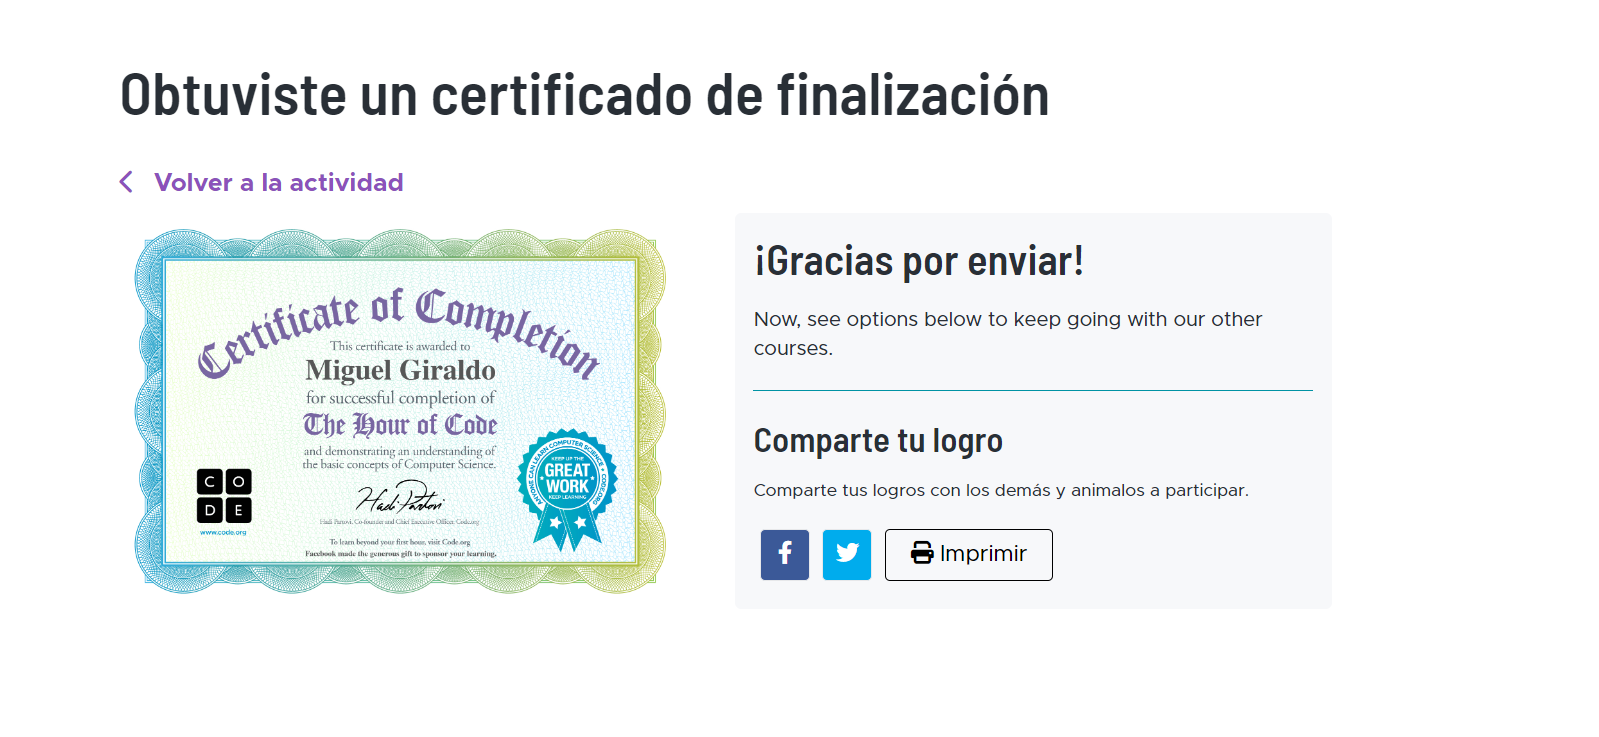 Obtuviste un certificado de finalización
Volver a la actividad
Certificate of Completion
This certificate is awarded to
Miguel Giraldo
for successful completion of
The Hour of Code
and demonstrating an understanding of
the basic concepts of Computer Science.
Hadi Partovi, Co-founder and Chief Executive Officer Code.org
To learn beyond your first hour, visit Code.org
Facebook made the generous gift to sponsor your learning.
C O
D E
www.code.org
ANYONE CAN LEARN COMPUTER SCIENCE • CODE.ORG •
KEEP UP THE
GREAT
WORK
KEEP LEARNING
¡Gracias por enviar!
Now, see options below to keep going with our other
courses.
Comparte tu logro
Comparte tus logros con los demás y animalos a participar.
Imprimir